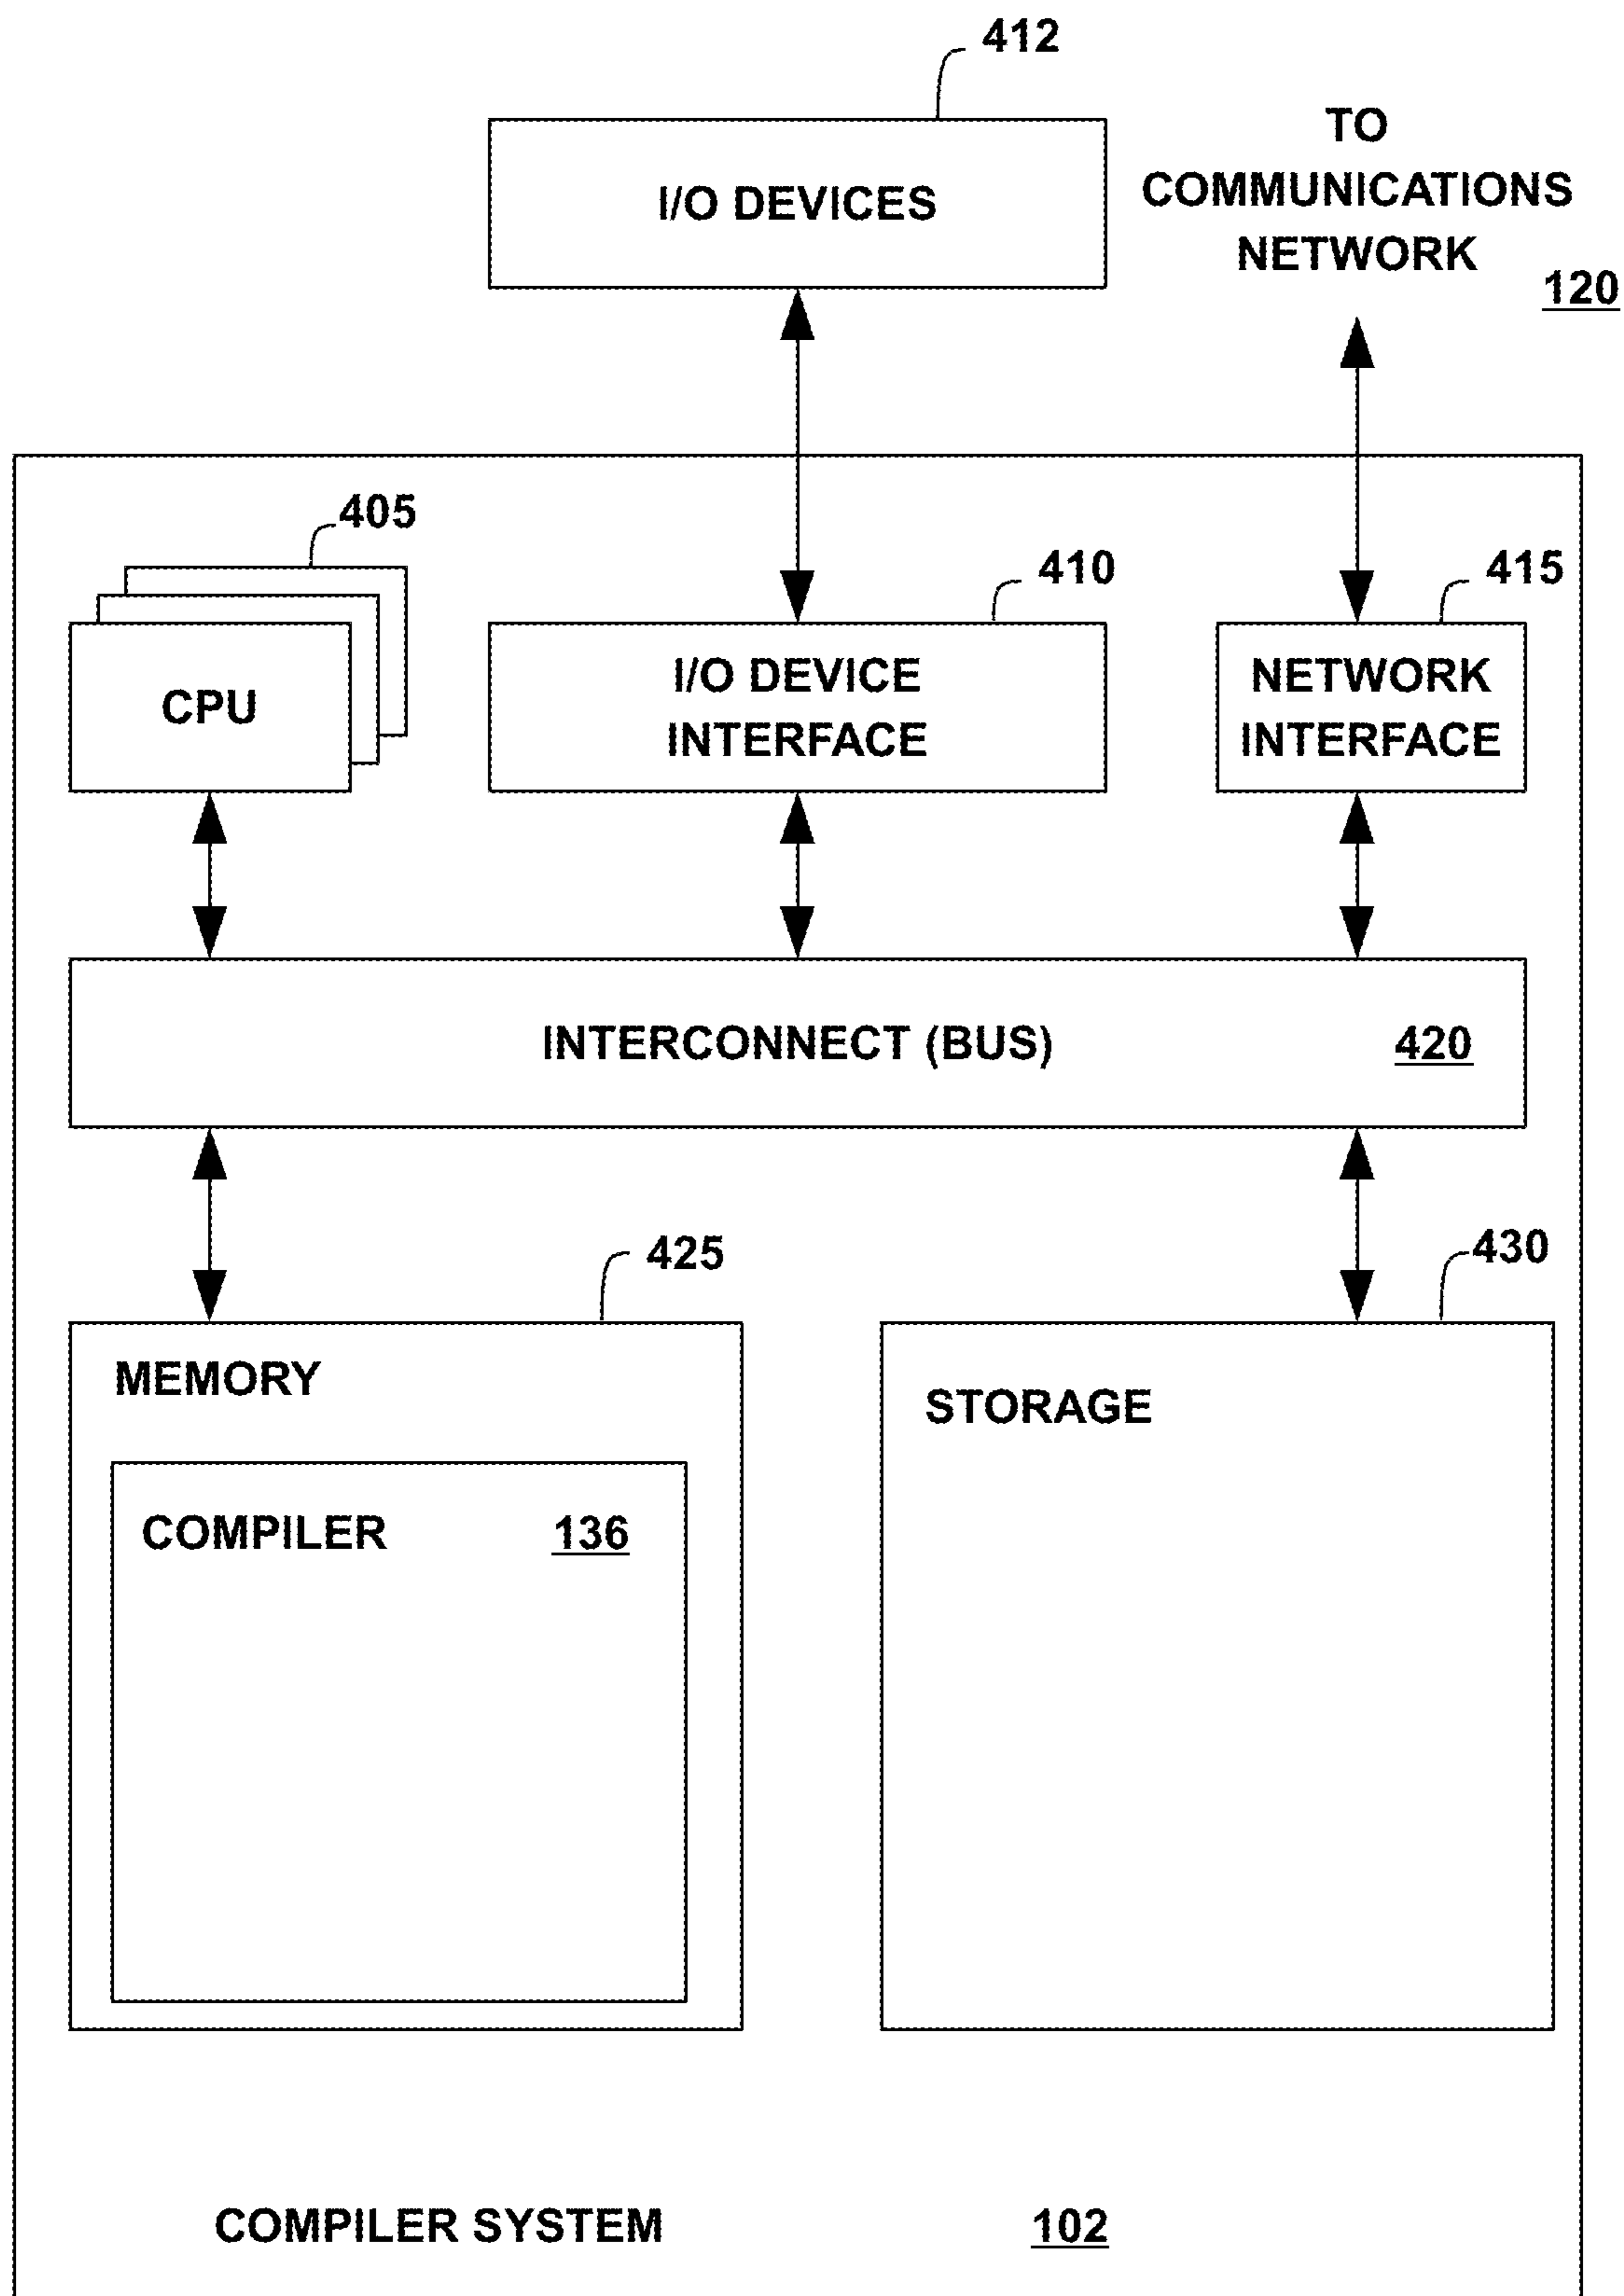 412
I/O DEVICES
TO
COMMUNICATIONS
NETWORK
120
405
CPU
410
I/O DEVICE
INTERFACE
415
NETWORK
INTERFACE
INTERCONNECT (BUS) 420
425
MEMORY
COMPILER 136
430
STORAGE
COMPILER SYSTEM 102